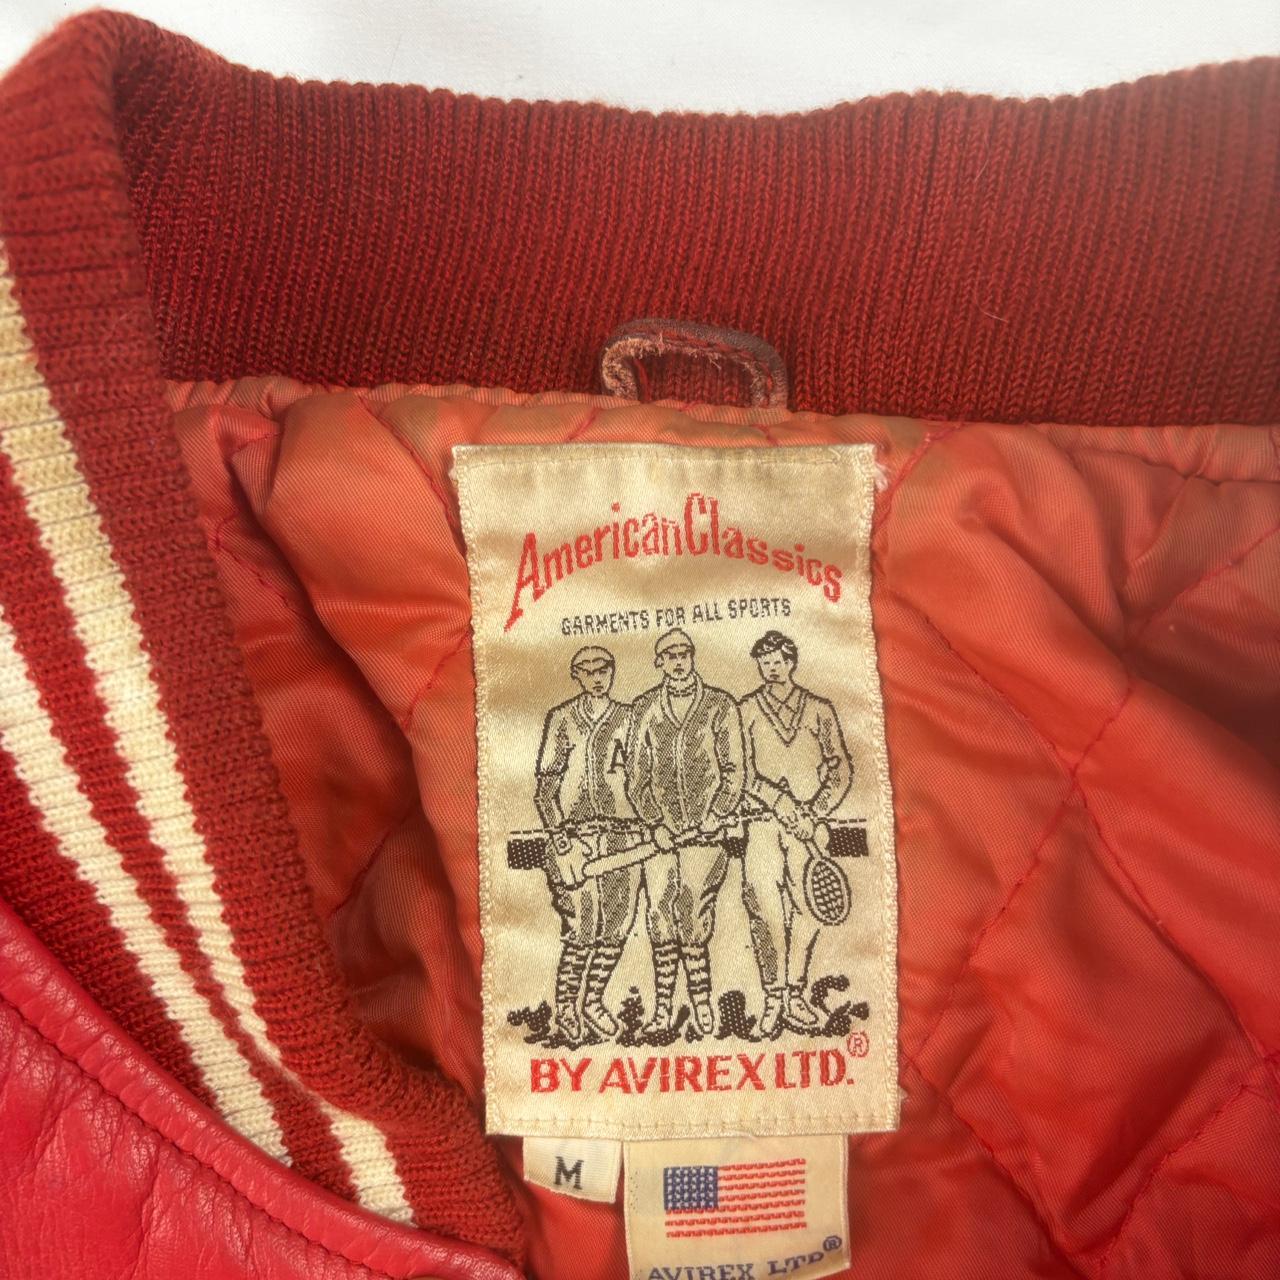 AmericanClassics
GARMENTS FOR ALL SPORTS
A
BY AVIREX LTD.®
M
AVIREX LTD®